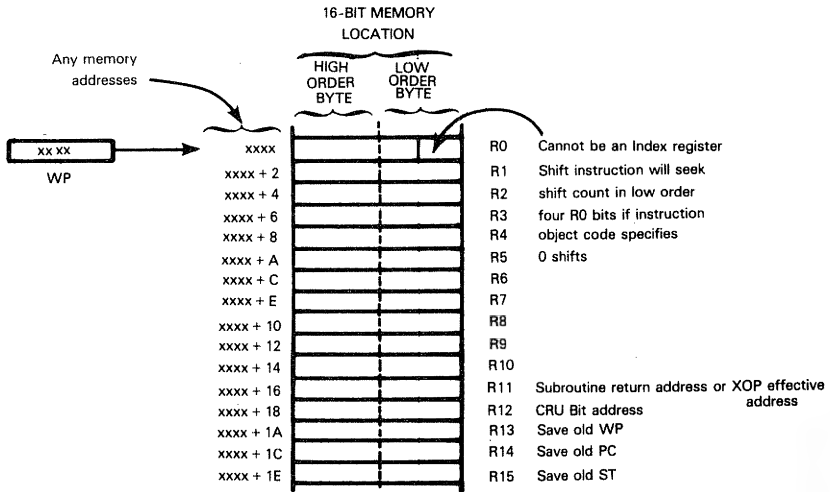 16-BIT MEMORY
LOCATION
Any memory
addresses
HIGH
ORDER
BYTE
LOW
ORDER
BYTE
xx xx
WP
xxxx R0 Cannot be an Index register
xxxx + 2 R1 Shift instruction will seek
xxxx + 4 R2 shift count in low order
xxxx + 6 R3 four R0 bits if instruction
xxxx + 8 R4 object code specifies
xxxx + A R5 0 shifts
xxxx + C R6
xxxx + E R7
xxxx + 10 R8
xxxx + 12 R9
xxxx + 14 R10
xxxx + 16 R11 Subroutine return address or XOP effective
address
xxxx + 18 R12 CRU Bit address
xxxx + 1A R13 Save old WP
xxxx + 1C R14 Save old PC
xxxx + 1E R15 Save old ST